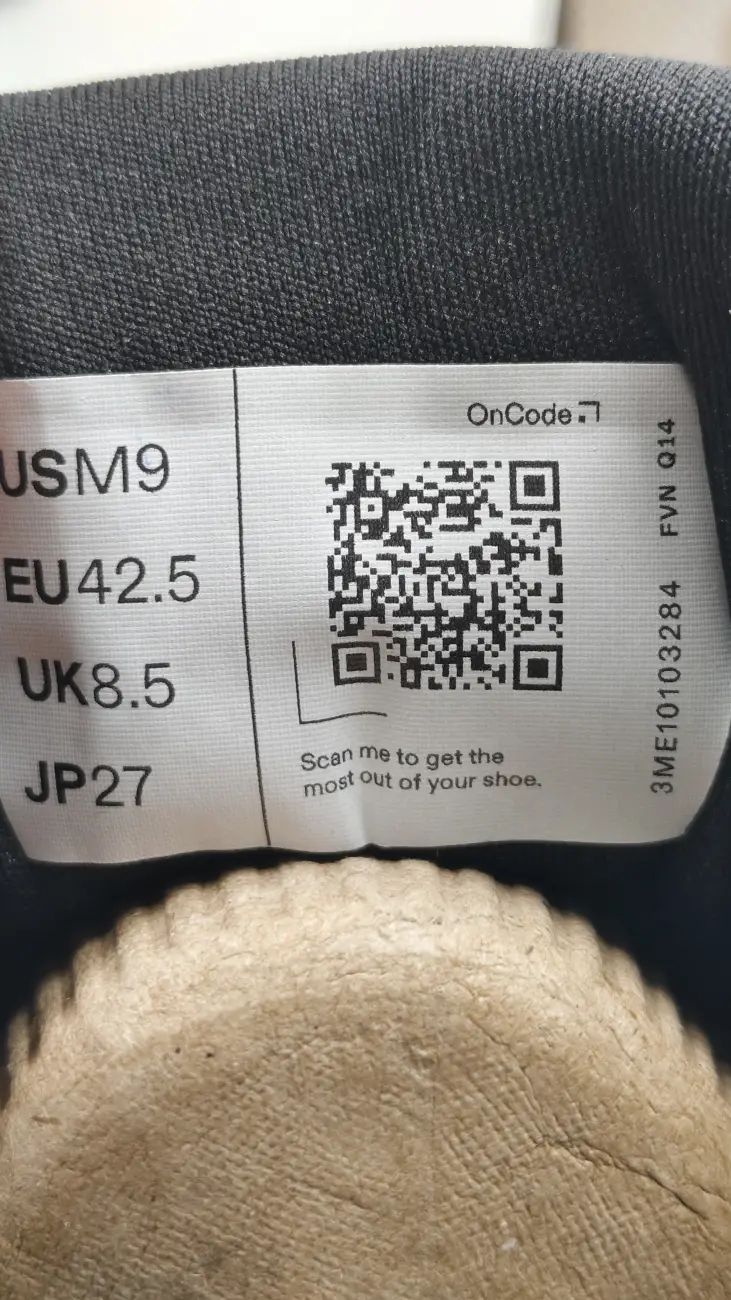 USM9
EU42.5
UK8.5
JP27
OnCode
Scan me to get the
most out of your shoe.
3ME10103284 FVN Q14